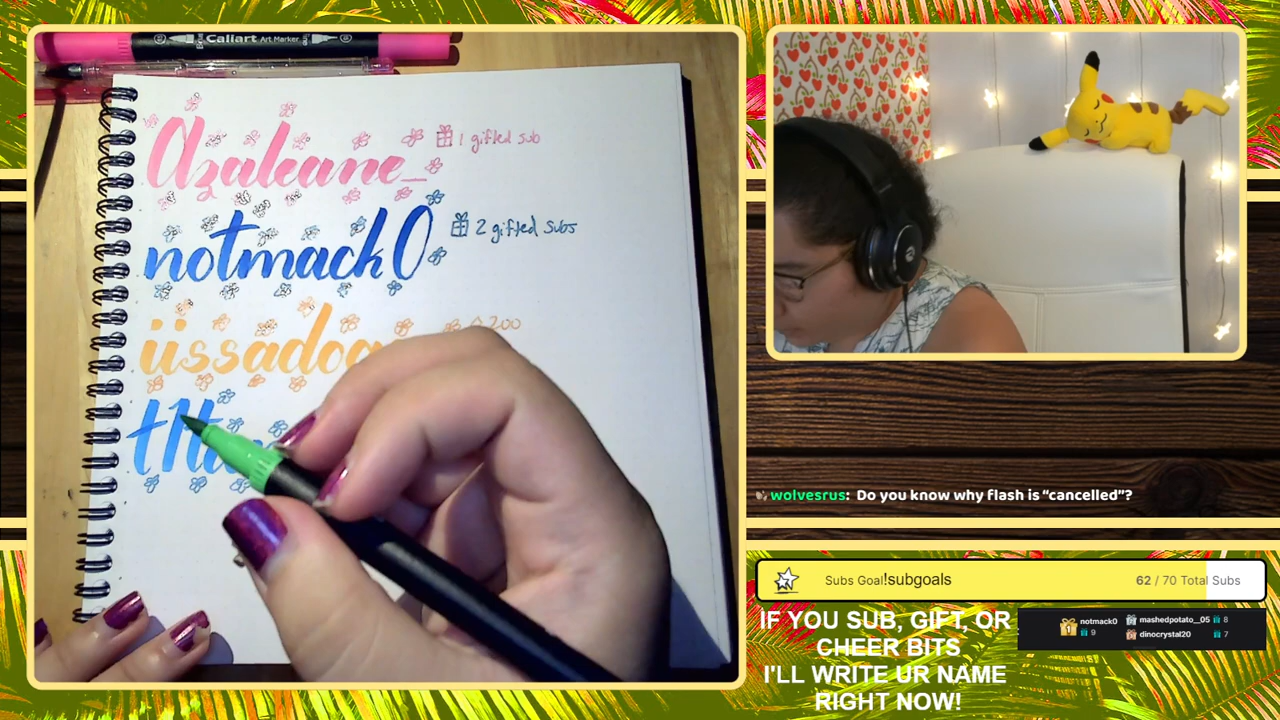 Caliart Art Marker
Azaleane_
1 gifted sub
notmack0
2 gifted subs
200
wolvesrus: Do you know why flash is “cancelled”?
Subs Goal!subgoals
62 / 70 Total Subs
IF YOU SUB, GIFT, OR
CHEER BITS
I'LL WRITE UR NAME
RIGHT NOW!
notmack0
9
mashedpotato__05 8
dinocrystal20 7